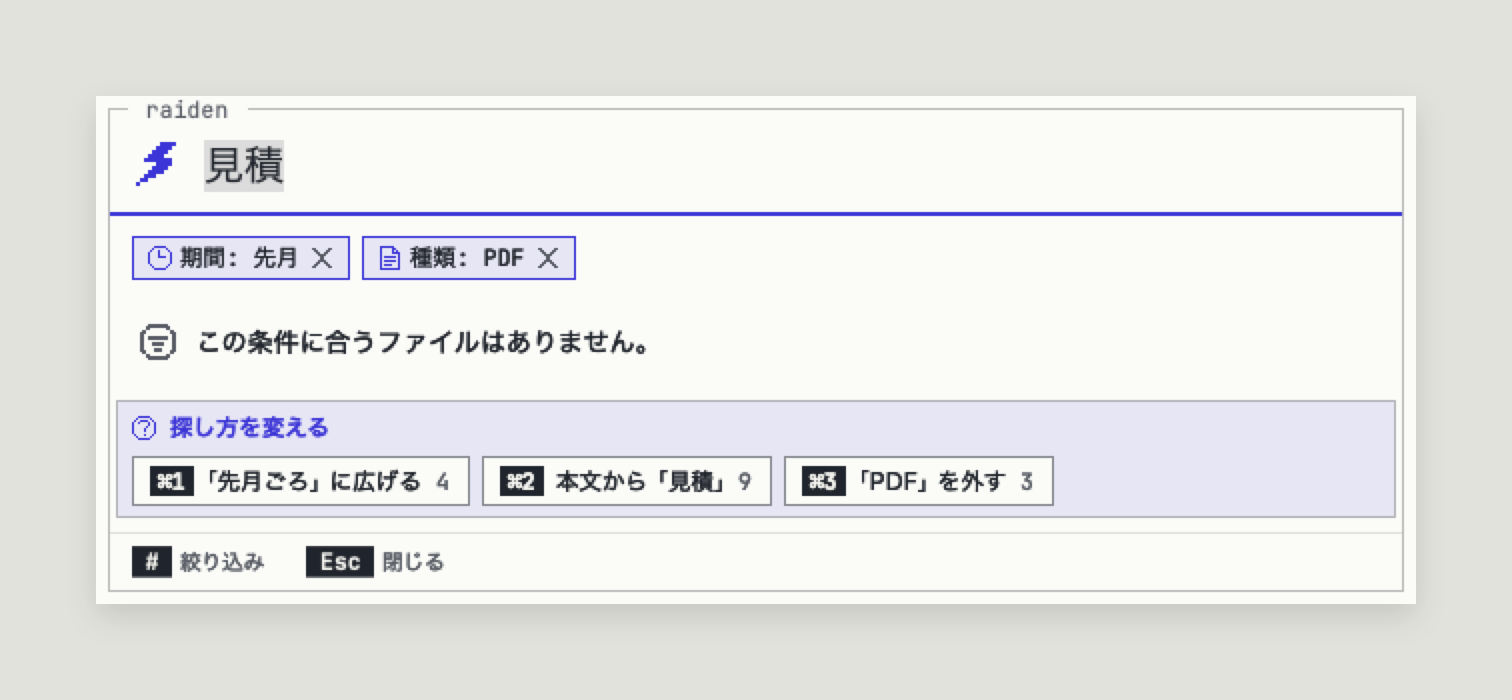 raiden
見積
期間: 先月 種類: PDF
この条件に合うファイルはありません。
探し方を変える
⌘1 「先月ごろ」に広げる 4 ⌘2 本文から「見積」 9 ⌘3 「PDF」を外す 3
# 絞り込み Esc 閉じる